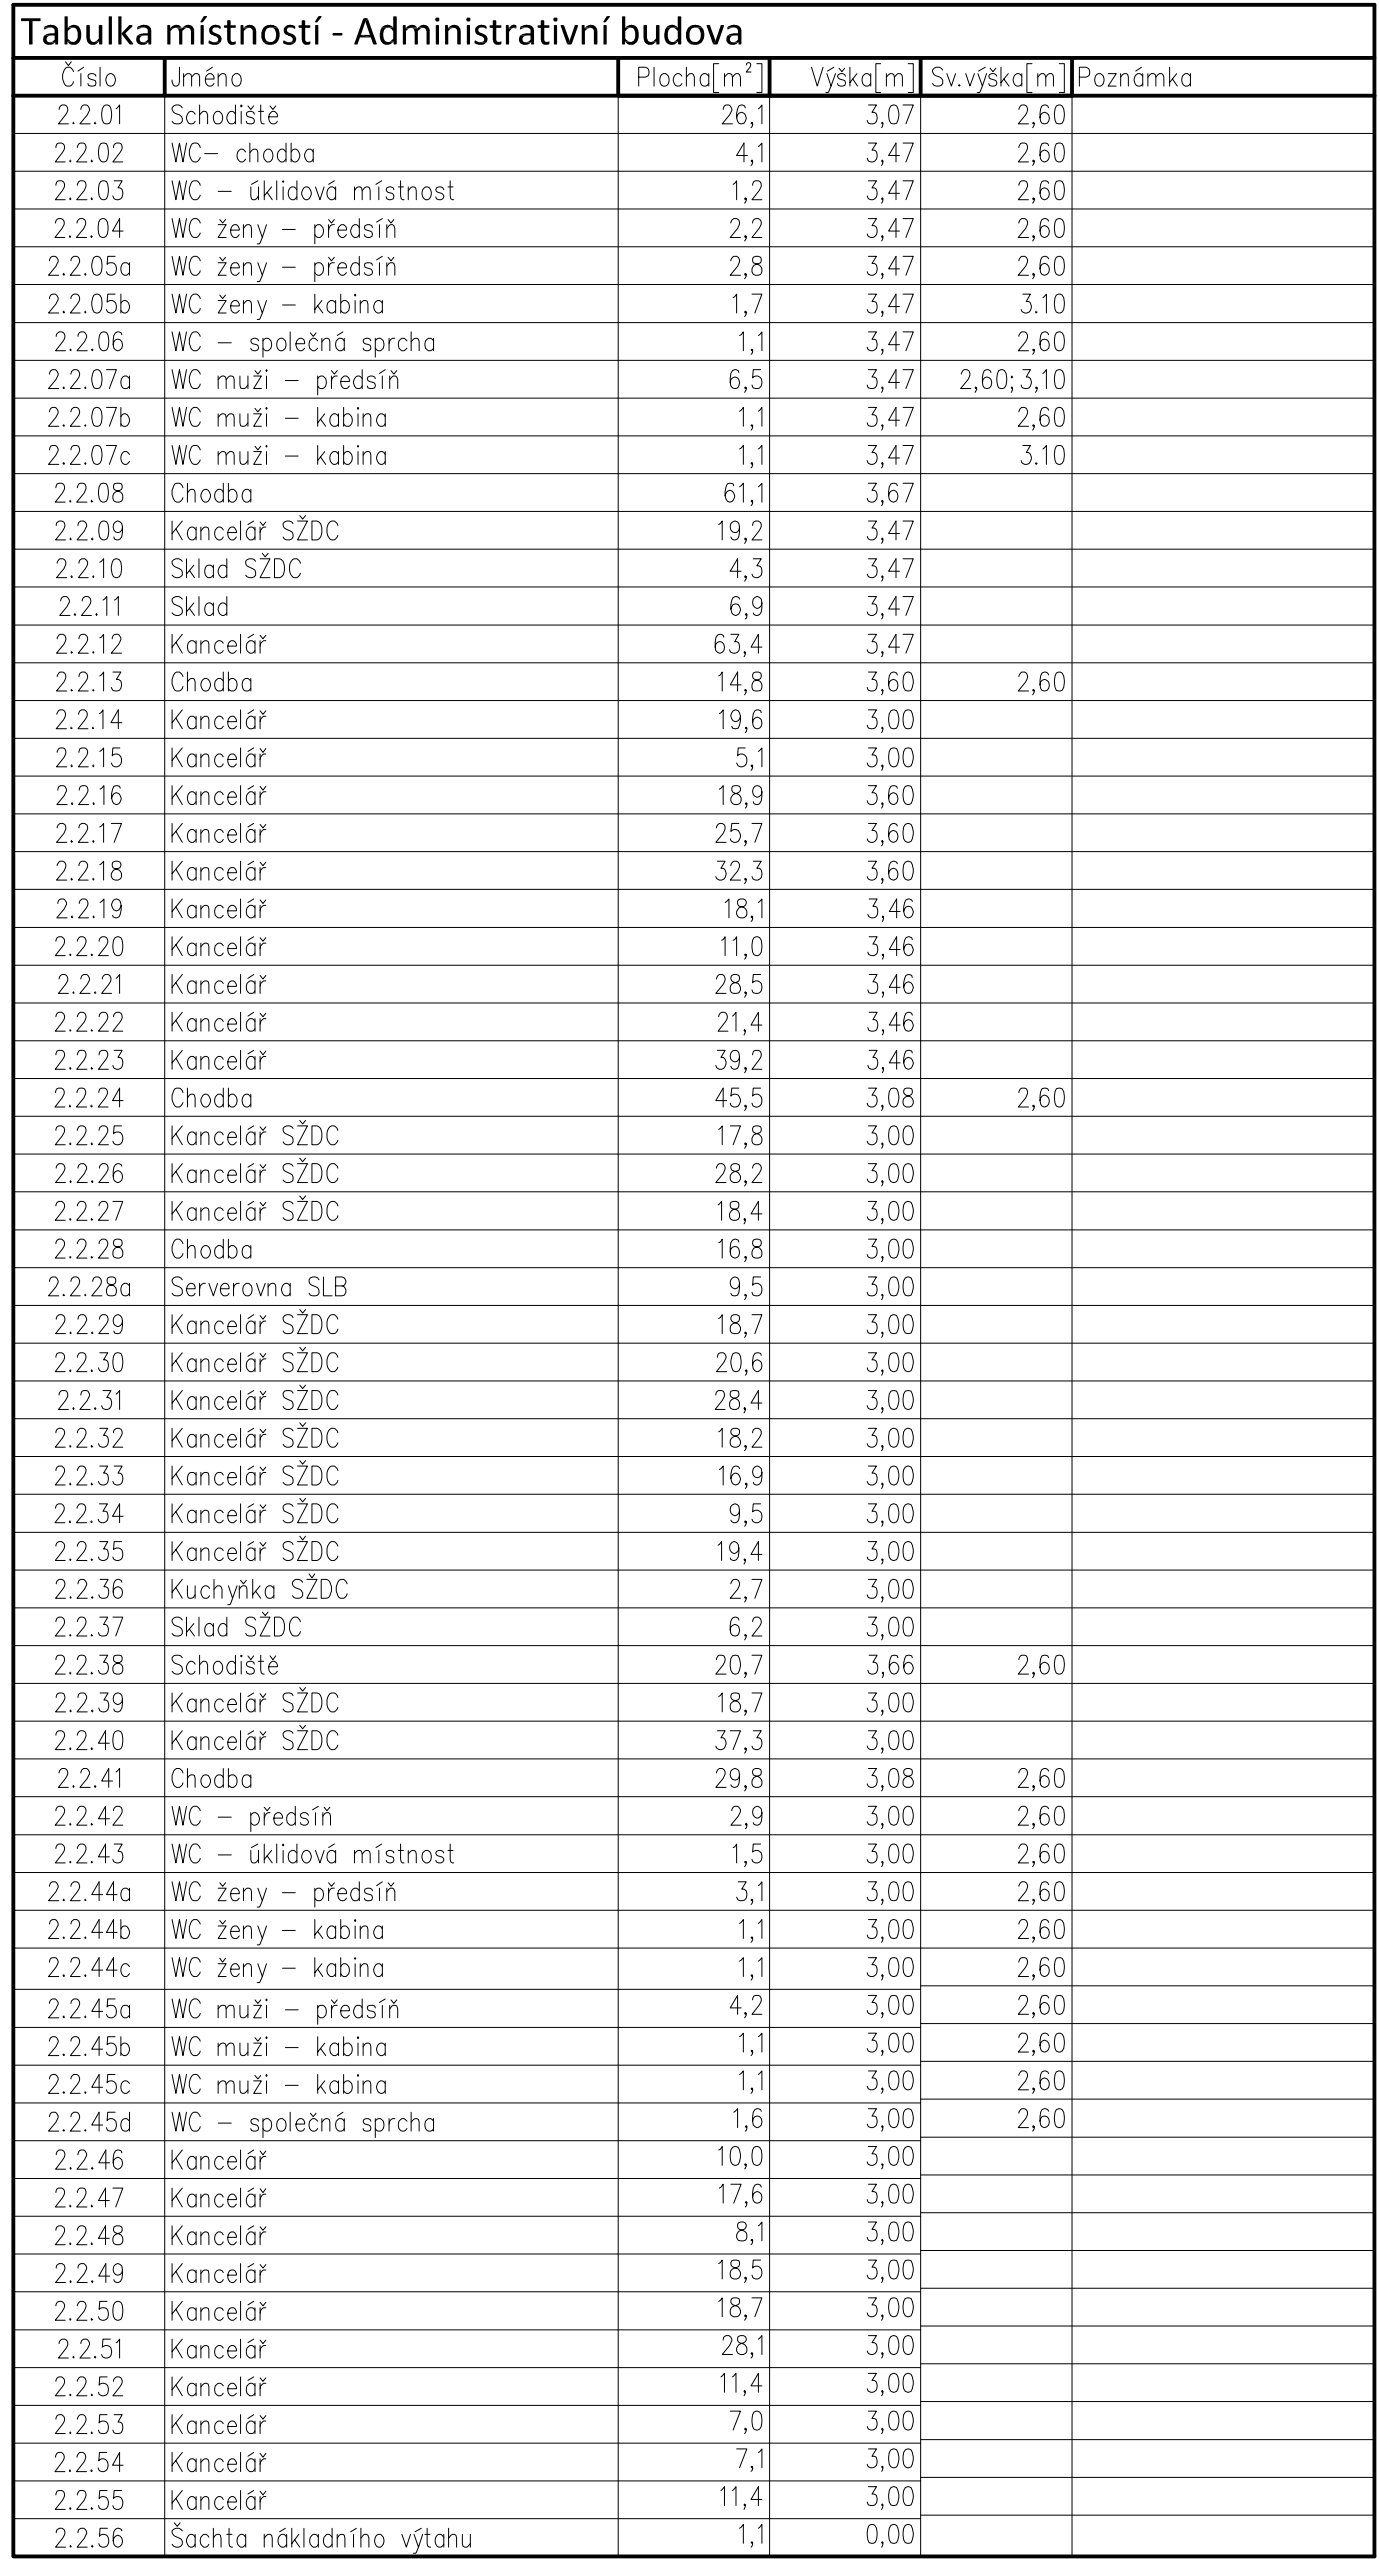 Tabulka místností - Administrativní budova
Číslo Jméno Plocha[m²] Výška[m] Sv.výška[m] Poznámka
2.2.01 Schodiště 26,1 3,07 2,60
2.2.02 WC– chodba 4,1 3,47 2,60
2.2.03 WC – úklidová místnost 1,2 3,47 2,60
2.2.04 WC ženy – předsíň 2,2 3,47 2,60
2.2.05a WC ženy – předsíň 2,8 3,47 2,60
2.2.05b WC ženy – kabina 1,7 3,47 3.10
2.2.06 WC – společná sprcha 1,1 3,47 2,60
2.2.07a WC muži – předsíň 6,5 3,47 2,60;3,10
2.2.07b WC muži – kabina 1,1 3,47 2,60
2.2.07c WC muži – kabina 1,1 3,47 3.10
2.2.08 Chodba 61,1 3,67
2.2.09 Kancelář SŽDC 19,2 3,47
2.2.10 Sklad SŽDC 4,3 3,47
2.2.11 Sklad 6,9 3,47
2.2.12 Kancelář 63,4 3,47
2.2.13 Chodba 14,8 3,60 2,60
2.2.14 Kancelář 19,6 3,00
2.2.15 Kancelář 5,1 3,00
2.2.16 Kancelář 18,9 3,60
2.2.17 Kancelář 25,7 3,60
2.2.18 Kancelář 32,3 3,60
2.2.19 Kancelář 18,1 3,46
2.2.20 Kancelář 11,0 3,46
2.2.21 Kancelář 28,5 3,46
2.2.22 Kancelář 21,4 3,46
2.2.23 Kancelář 39,2 3,46
2.2.24 Chodba 45,5 3,08 2,60
2.2.25 Kancelář SŽDC 17,8 3,00
2.2.26 Kancelář SŽDC 28,2 3,00
2.2.27 Kancelář SŽDC 18,4 3,00
2.2.28 Chodba 16,8 3,00
2.2.28a Serverovna SLB 9,5 3,00
2.2.29 Kancelář SŽDC 18,7 3,00
2.2.30 Kancelář SŽDC 20,6 3,00
2.2.31 Kancelář SŽDC 28,4 3,00
2.2.32 Kancelář SŽDC 18,2 3,00
2.2.33 Kancelář SŽDC 16,9 3,00
2.2.34 Kancelář SŽDC 9,5 3,00
2.2.35 Kancelář SŽDC 19,4 3,00
2.2.36 Kuchyňka SŽDC 2,7 3,00
2.2.37 Sklad SŽDC 6,2 3,00
2.2.38 Schodiště 20,7 3,66 2,60
2.2.39 Kancelář SŽDC 18,7 3,00
2.2.40 Kancelář SŽDC 37,3 3,00
2.2.41 Chodba 29,8 3,08 2,60
2.2.42 WC – předsíň 2,9 3,00 2,60
2.2.43 WC – úklidová místnost 1,5 3,00 2,60
2.2.44a WC ženy – předsíň 3,1 3,00 2,60
2.2.44b WC ženy – kabina 1,1 3,00 2,60
2.2.44c WC ženy – kabina 1,1 3,00 2,60
2.2.45a WC muži – předsíň 4,2 3,00 2,60
2.2.45b WC muži – kabina 1,1 3,00 2,60
2.2.45c WC muži – kabina 1,1 3,00 2,60
2.2.45d WC – společná sprcha 1,6 3,00 2,60
2.2.46 Kancelář 10,0 3,00
2.2.47 Kancelář 17,6 3,00
2.2.48 Kancelář 8,1 3,00
2.2.49 Kancelář 18,5 3,00
2.2.50 Kancelář 18,7 3,00
2.2.51 Kancelář 28,1 3,00
2.2.52 Kancelář 11,4 3,00
2.2.53 Kancelář 7,0 3,00
2.2.54 Kancelář 7,1 3,00
2.2.55 Kancelář 11,4 3,00
2.2.56 Šachta nákladního výtahu 1,1 0,00